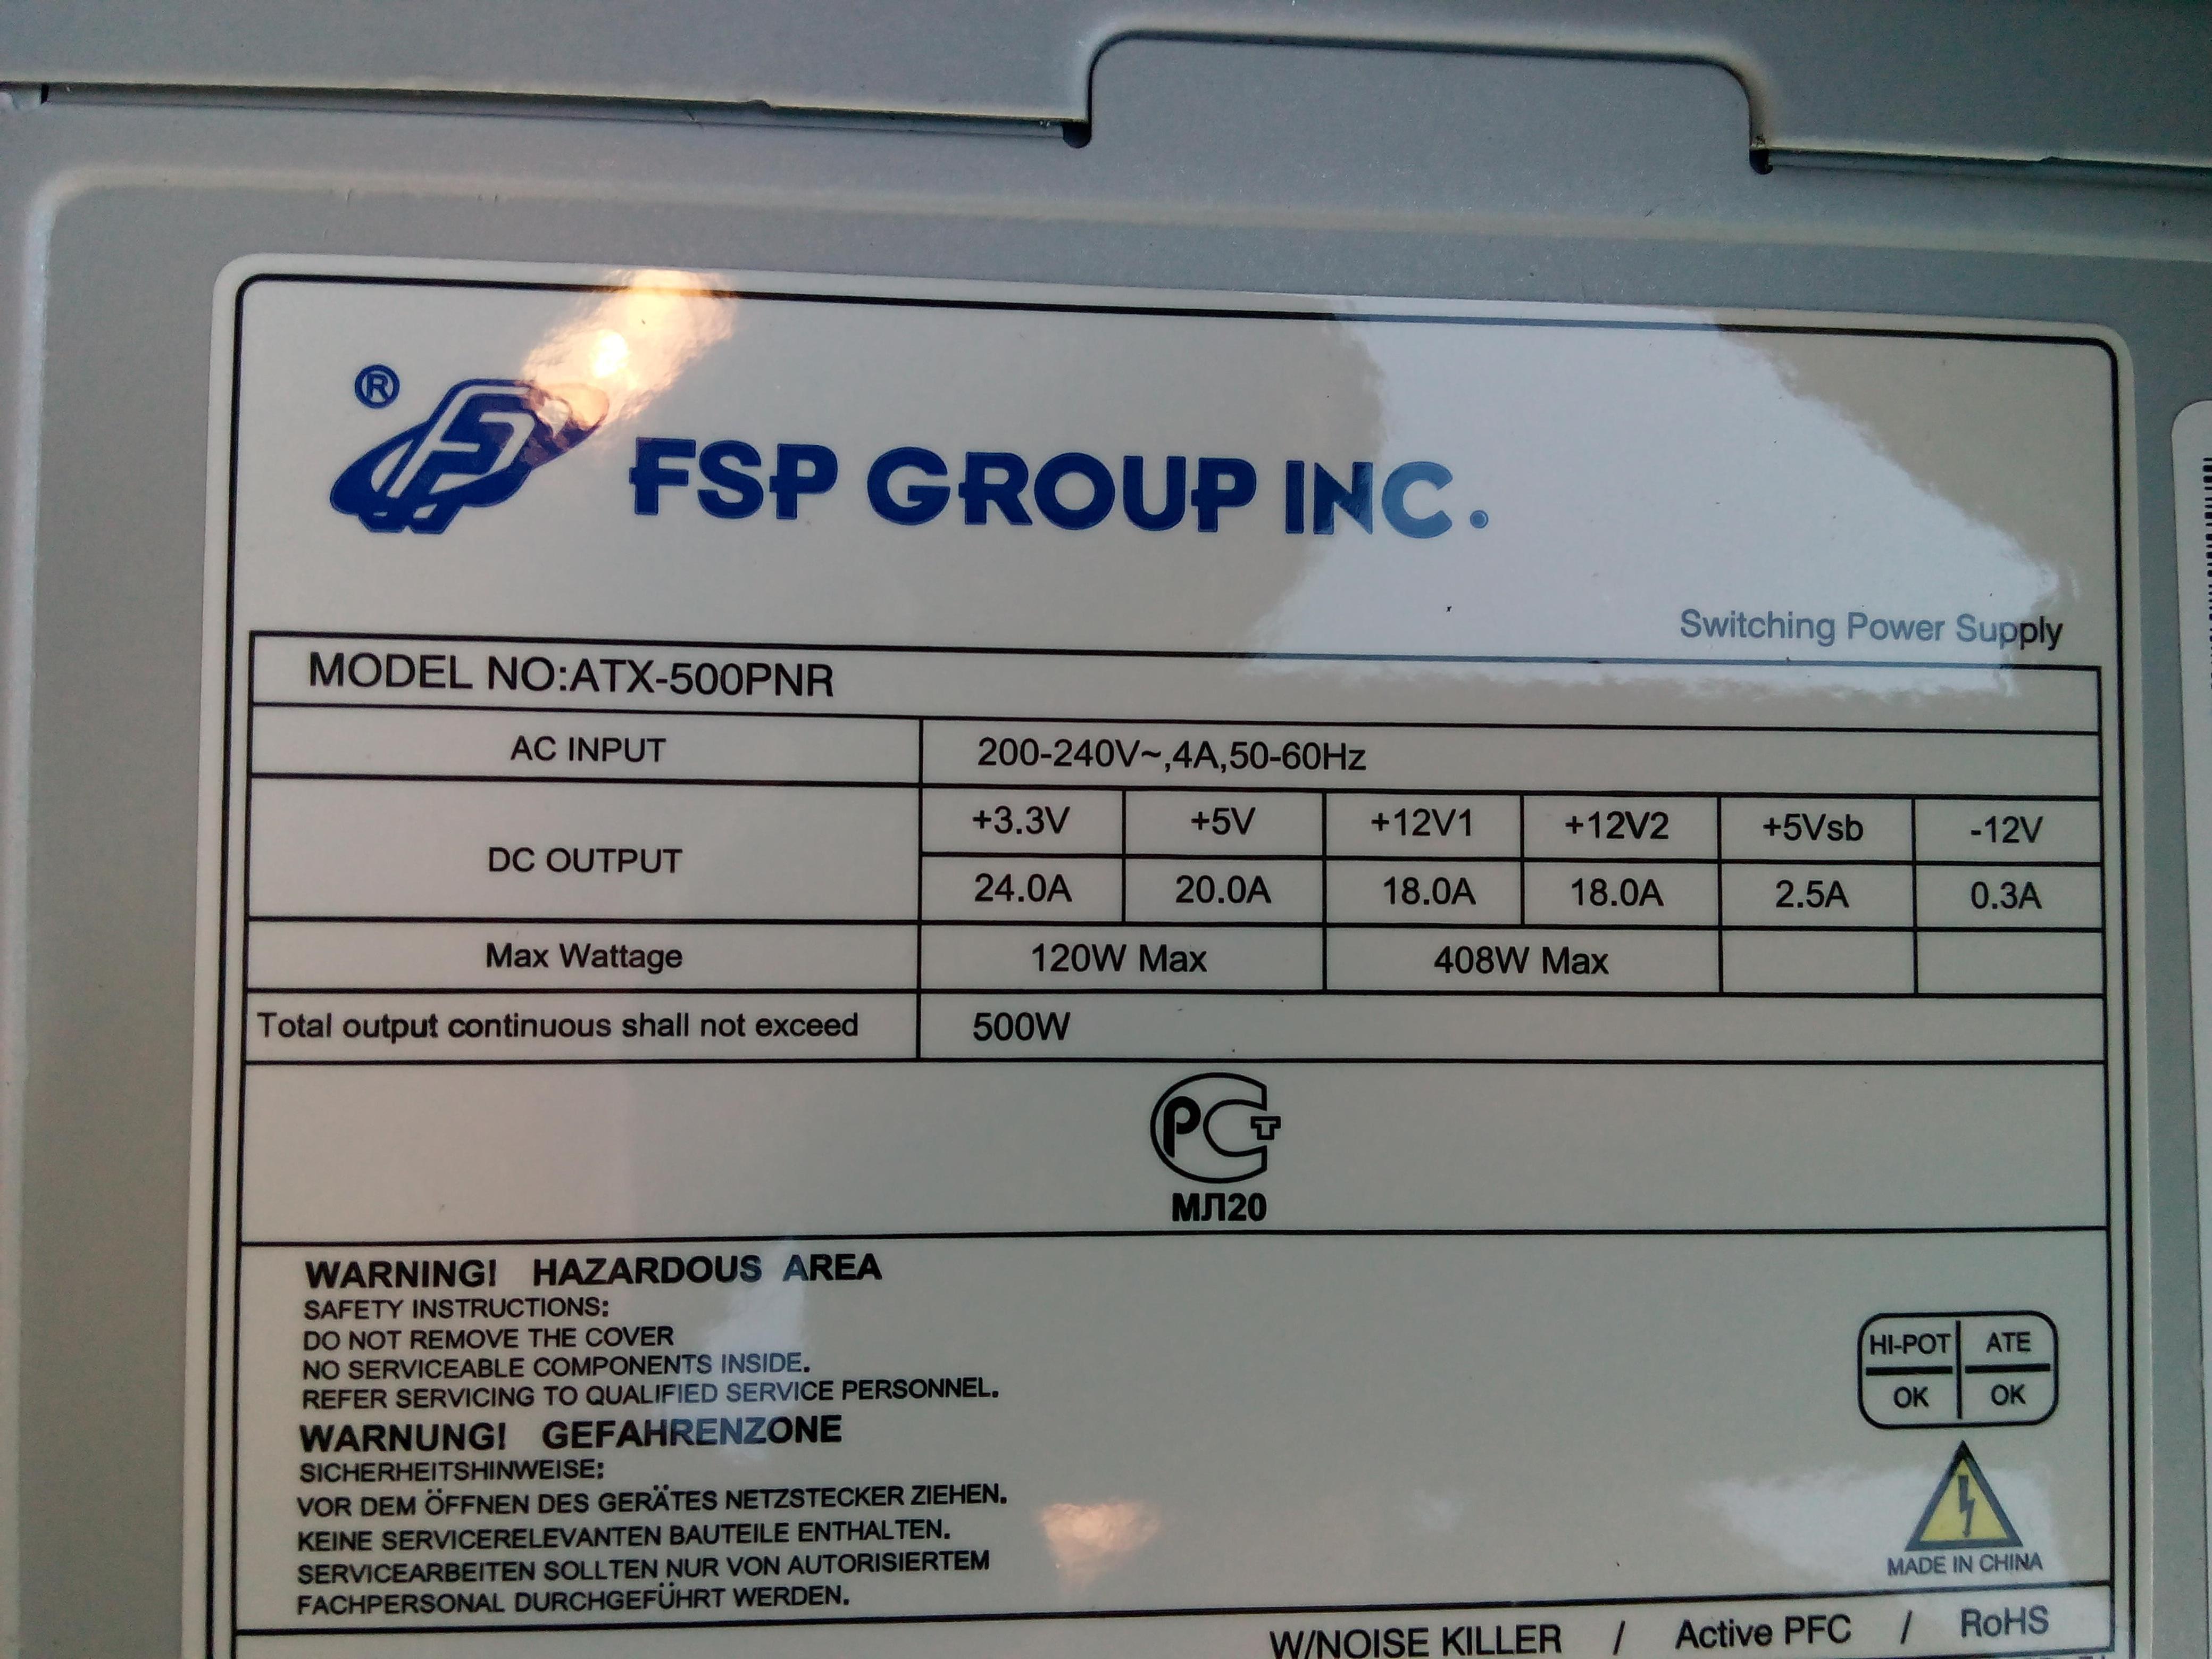 ®
FSP GROUP INC.
Switching Power Supply
MODEL NO:ATX-500PNR
AC INPUT 200-240V~,4A,50-60Hz
DC OUTPUT
+3.3V +5V +12V1 +12V2 +5Vsb -12V
24.0A 20.0A 18.0A 18.0A 2.5A 0.3A
Max Wattage 120W Max 408W Max
Total output continuous shall not exceed 500W
РСТ
МЛ20
WARNING! HAZARDOUS AREA
SAFETY INSTRUCTIONS:
DO NOT REMOVE THE COVER
NO SERVICEABLE COMPONENTS INSIDE.
REFER SERVICING TO QUALIFIED SERVICE PERSONNEL.
HI-POT ATE
OK OK
WARNUNG! GEFAHRENZONE
SICHERHEITSHINWEISE:
VOR DEM ÖFFNEN DES GERÄTES NETZSTECKER ZIEHEN.
KEINE SERVICERELEVANTEN BAUTEILE ENTHALTEN.
SERVICEARBEITEN SOLLTEN NUR VON AUTORISIERTEM
FACHPERSONAL DURCHGEFÜHRT WERDEN.
MADE IN CHINA
W/NOISE KILLER / Active PFC / RoHS